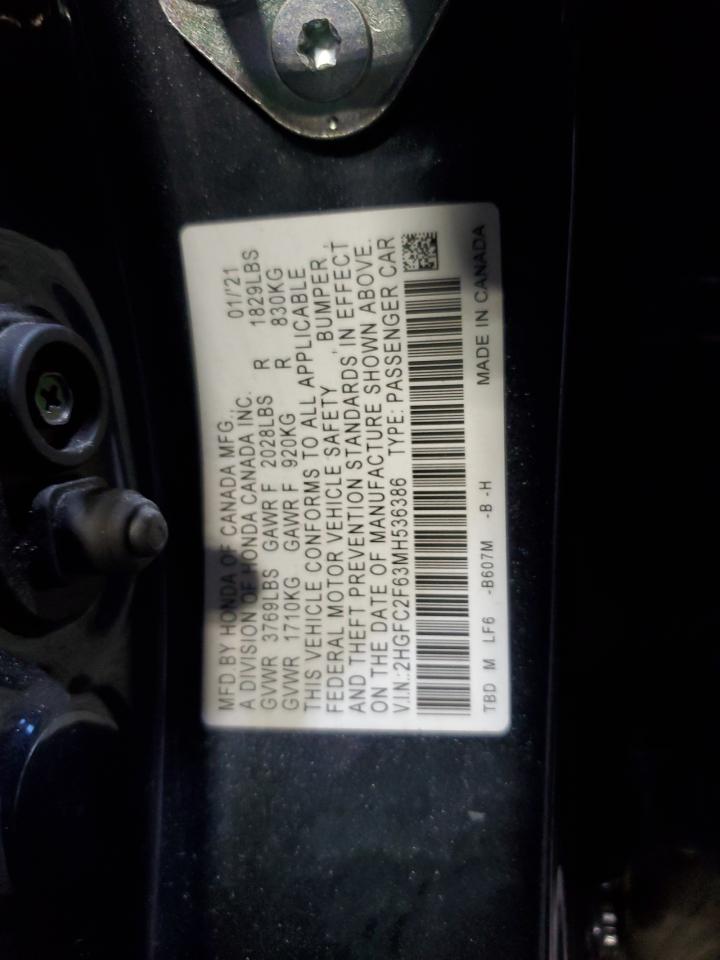 MFD BY HONDA OF CANADA MFG., 01/'21
A DIVISION OF HONDA CANADA INC.
GVWR 3769LBS GAWR F 2028LBS R 1829LBS
GVWR 1710KG GAWR F 920KG R 830KG
THIS VEHICLE CONFORMS TO ALL APPLICABLE
FEDERAL MOTOR VEHICLE SAFETY, BUMPER,
AND THEFT PREVENTION STANDARDS IN EFFECT
ON THE DATE OF MANUFACTURE SHOWN ABOVE.
V.I.N.:2HGFC2F63MH536386 TYPE: PASSENGER CAR
TBD M LF6 -B607M -B -H MADE IN CANADA